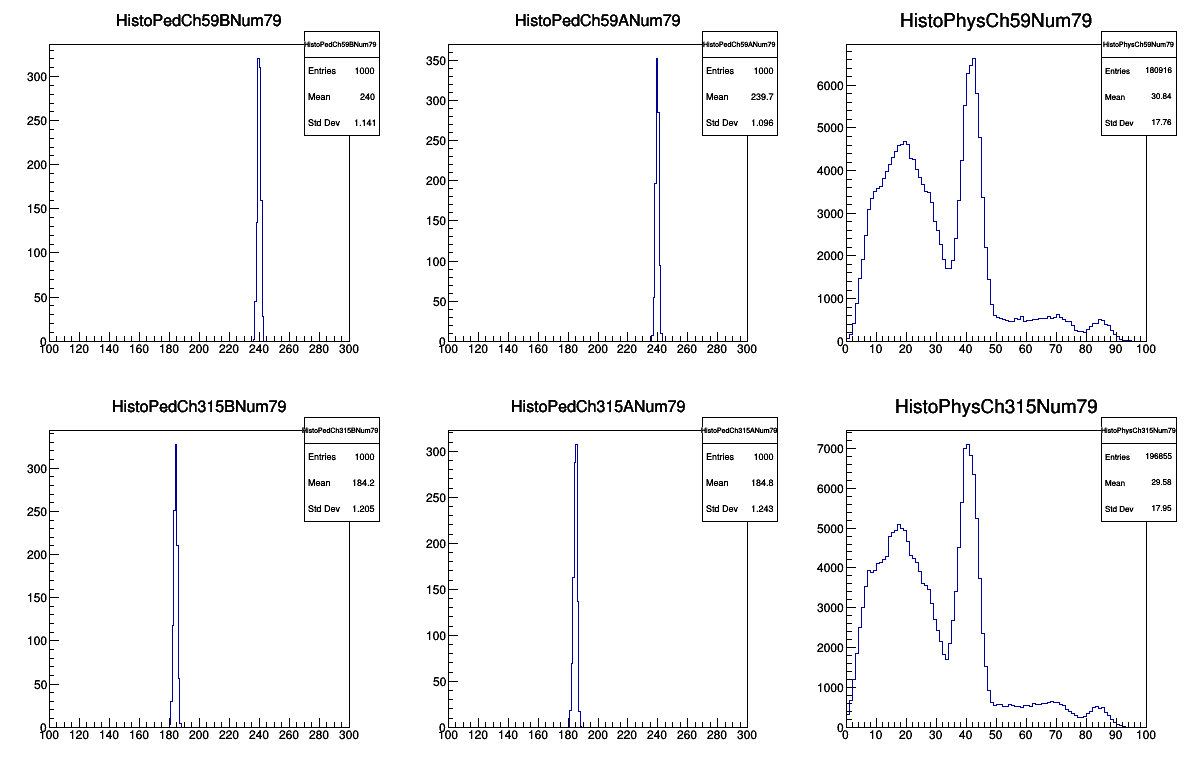 HistoPedCh59BNum79
HistoPedCh59BNum79
Entries 1000
Mean 240
Std Dev 1.141
300
250
200
150
100
50
0
100 120 140 160 180 200 220 240 260 280 300
HistoPedCh59ANum79
HistoPedCh59ANum79
Entries 1000
Mean 239.7
Std Dev 1.096
350
300
250
200
150
100
50
0
100 120 140 160 180 200 220 240 260 280 300
HistoPhysCh59Num79
HistoPhysCh59Num79
Entries 180916
Mean 30.84
Std Dev 17.76
6000
5000
4000
3000
2000
1000
0
0 10 20 30 40 50 60 70 80 90 100
HistoPedCh315BNum79
HistoPedCh315BNum79
Entries 1000
Mean 184.2
Std Dev 1.205
300
250
200
150
100
50
0
100 120 140 160 180 200 220 240 260 280 300
HistoPedCh315ANum79
HistoPedCh315ANum79
Entries 1000
Mean 184.8
Std Dev 1.243
300
250
200
150
100
50
0
100 120 140 160 180 200 220 240 260 280 300
HistoPhysCh315Num79
HistoPhysCh315Num79
Entries 196855
Mean 29.58
Std Dev 17.95
7000
6000
5000
4000
3000
2000
1000
0
0 10 20 30 40 50 60 70 80 90 100